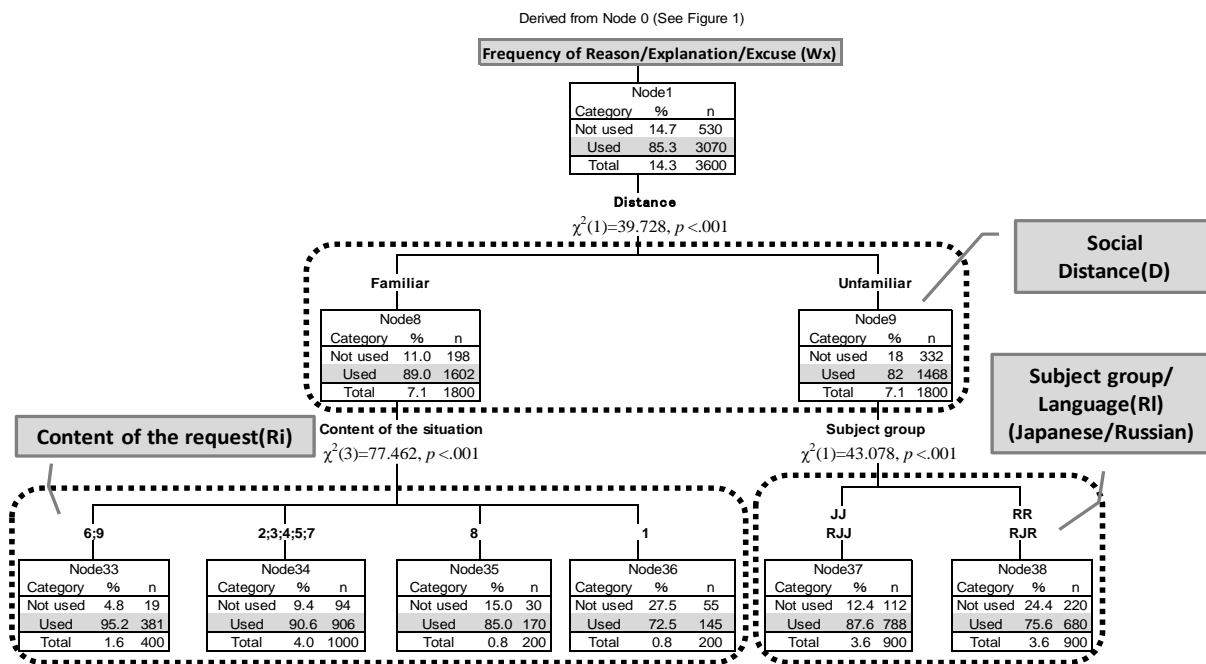 Derived from Node 0 (See Figure 1)
Frequency of Reason/Explanation/Excuse (Wx)
Node1
Category % n
Not used 14.7 530
Used 85.3 3070
Total 14.3 3600
Distance
χ²(1)=39.728, p<.001
Social
Distance(D)
Familiar
Unfamiliar
Node8
Category % n
Not used 11.0 198
Used 89.0 1602
Total 7.1 1800
Node9
Category % n
Not used 18 332
Used 82 1468
Total 7.1 1800
Subject group/
Language(Rl)
(Japanese/Russian)
Content of the request(Ri)
Content of the situation
χ²(3)=77.462, p<.001
Subject group
χ²(1)=43.078, p<.001
6;9
2;3;4;5;7
8
1
JJ
RJJ
RR
RJR
Node33
Category % n
Not used 4.8 19
Used 95.2 381
Total 1.6 400
Node34
Category % n
Not used 9.4 94
Used 90.6 906
Total 4.0 1000
Node35
Category % n
Not used 15.0 30
Used 85.0 170
Total 0.8 200
Node36
Category % n
Not used 27.5 55
Used 72.5 145
Total 0.8 200
Node37
Category % n
Not used 12.4 112
Used 87.6 788
Total 3.6 900
Node38
Category % n
Not used 24.4 220
Used 75.6 680
Total 3.6 900